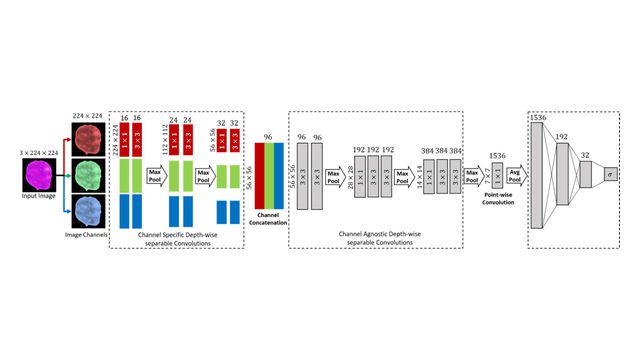 3 × 224 × 224
Input Image
224 × 224
Image Channels
16 16
224 × 224
1 × 1
3 × 3
Max
Pool
24 24
112 × 112
1 × 1
3 × 3
Max
Pool
32 32
56 × 56
1 × 1
3 × 3
Channel Specific Depth-wise
separable Convolutions
96
56 × 56
Channel
Concatenation
96 96
56 × 56
3 × 3
3 × 3
Max
Pool
192 192 192
28 × 28
1 × 1
3 × 3
3 × 3
Max
Pool
384 384 384
14 × 14
1 × 1
3 × 3
3 × 3
Channel Agnostic Depth-wise
separable Convolutions
Max
Pool
1536
7 × 7
1 × 1
Point-wise
Convolution
Avg
Pool
1536
192
32
σ